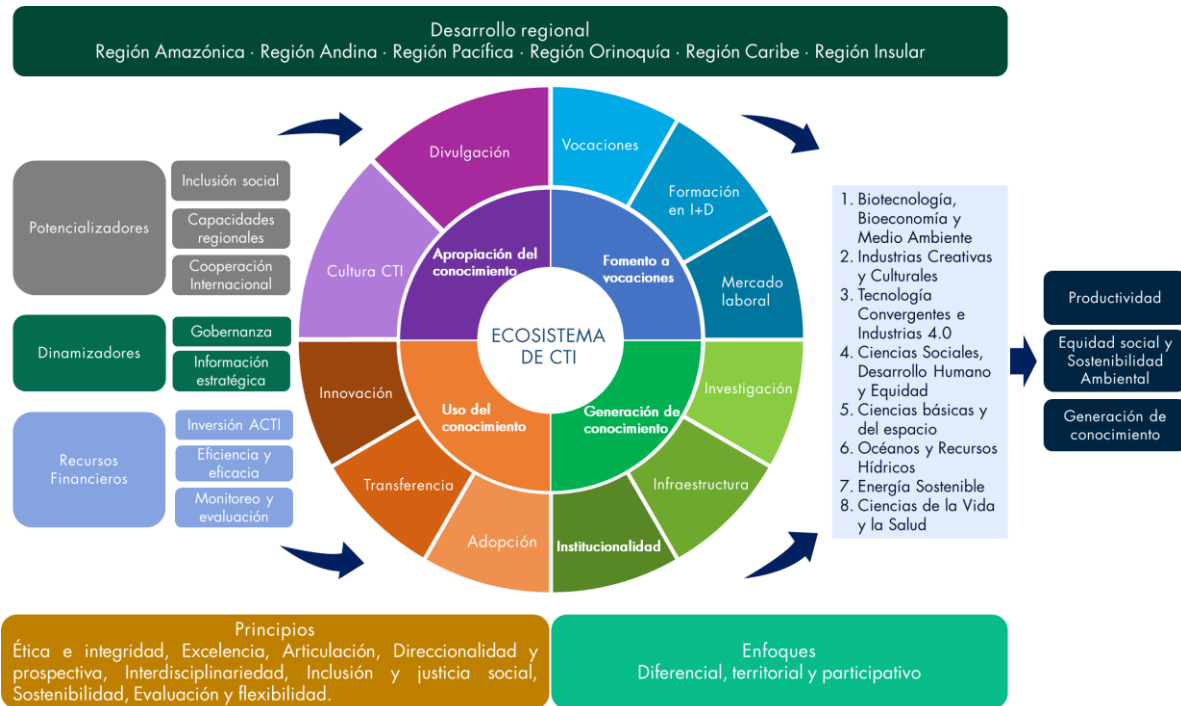 Desarrollo regional
Región Amazónica · Región Andina · Región Pacífica · Región Orinoquía · Región Caribe · Región Insular
Potencializadores
Inclusión social
Capacidades
regionales
Cooperación
Internacional
Dinamizadores
Gobernanza
Información
estratégica
Recursos
Financieros
Inversión ACTI
Eficiencia y
eficacia
Monitoreo y
evaluación
ECOSISTEMA
DE CTI
Apropiación del
conocimiento
Cultura CTI
Divulgación
Fomento a
vocaciones
Vocaciones
Formación
en I+D
Mercado
laboral
Generación de
conocimiento
Investigación
Infraestructura
Institucionalidad
Uso del
conocimiento
Adopción
Transferencia
Innovación
1. Biotecnología,
Bioeconomía y
Medio Ambiente
2. Industrias Creativas
y Culturales
3. Tecnología
Convergentes e
Industrias 4.0
4. Ciencias Sociales,
Desarrollo Humano
y Equidad
5. Ciencias básicas y
del espacio
6. Océanos y Recursos
Hídricos
7. Energía Sostenible
8. Ciencias de la Vida
y la Salud
Productividad
Equidad social y
Sostenibilidad
Ambiental
Generación de
conocimiento
Principios
Ética e integridad, Excelencia, Articulación, Direccionalidad y
prospectiva, Interdisciplinariedad, Inclusión y justicia social,
Sostenibilidad, Evaluación y flexibilidad.
Enfoques
Diferencial, territorial y participativo